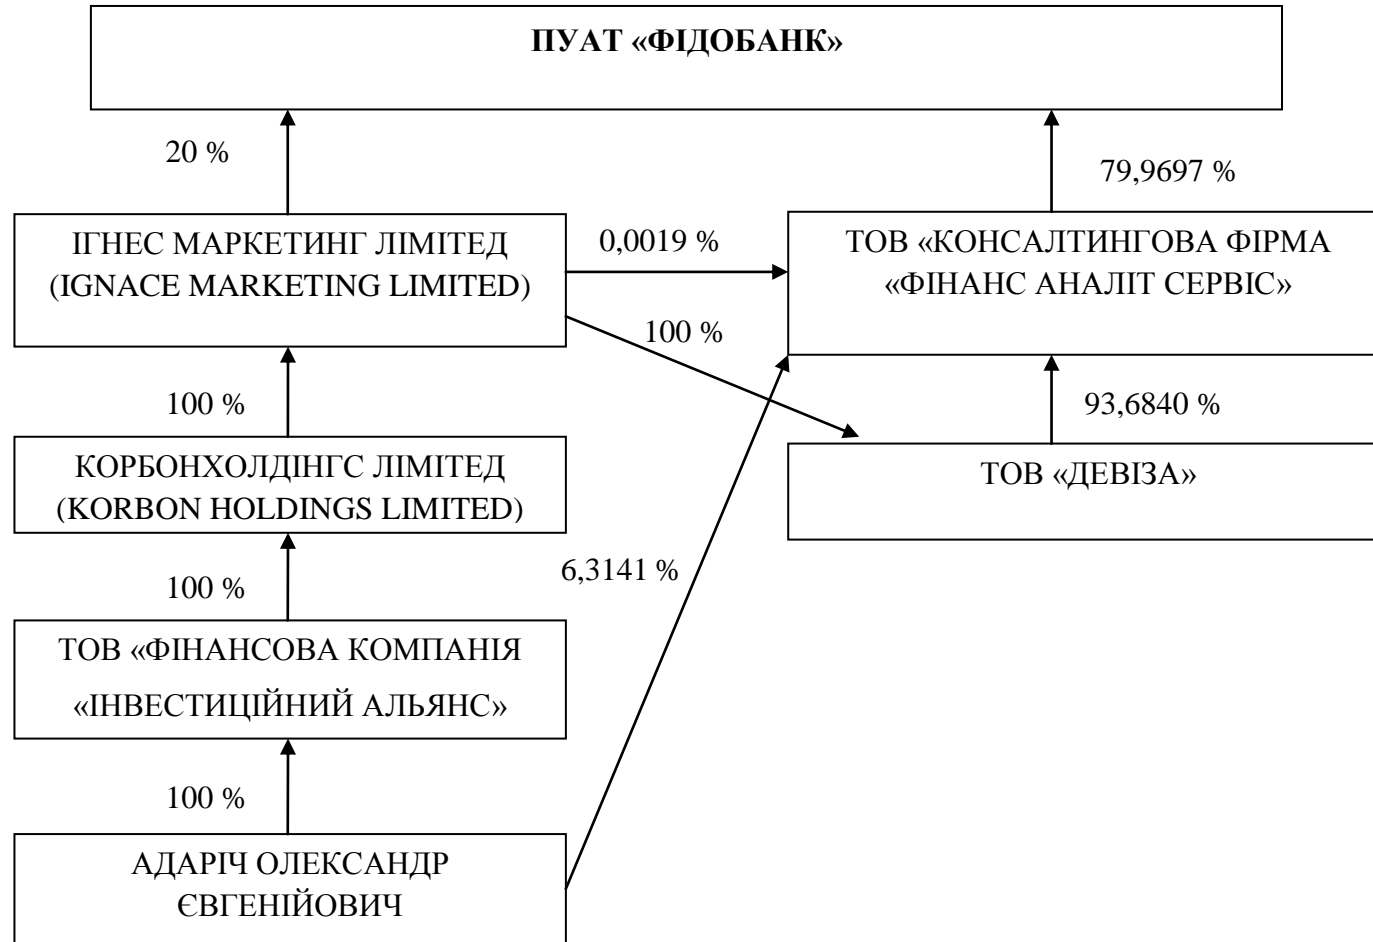 ПУАТ «ФІДОБАНК»
20 %
79,9697 %
ІГНЕС МАРКЕТИНГ ЛІМІТЕД
(IGNACE MARKETING LIMITED)
0,0019 %
ТОВ «КОНСАЛТИНГОВА ФІРМА
«ФІНАНС АНАЛІТ СЕРВІС»
100 %
100 %
93,6840 %
КОРБОНХОЛДІНГС ЛІМІТЕД
(KORBON HOLDINGS LIMITED)
ТОВ «ДЕВІЗА»
100 %
6,3141 %
ТОВ «ФІНАНСОВА КОМПАНІЯ
«ІНВЕСТИЦІЙНИЙ АЛЬЯНС»
100 %
АДАРІЧ ОЛЕКСАНДР
ЄВГЕНІЙОВИЧ